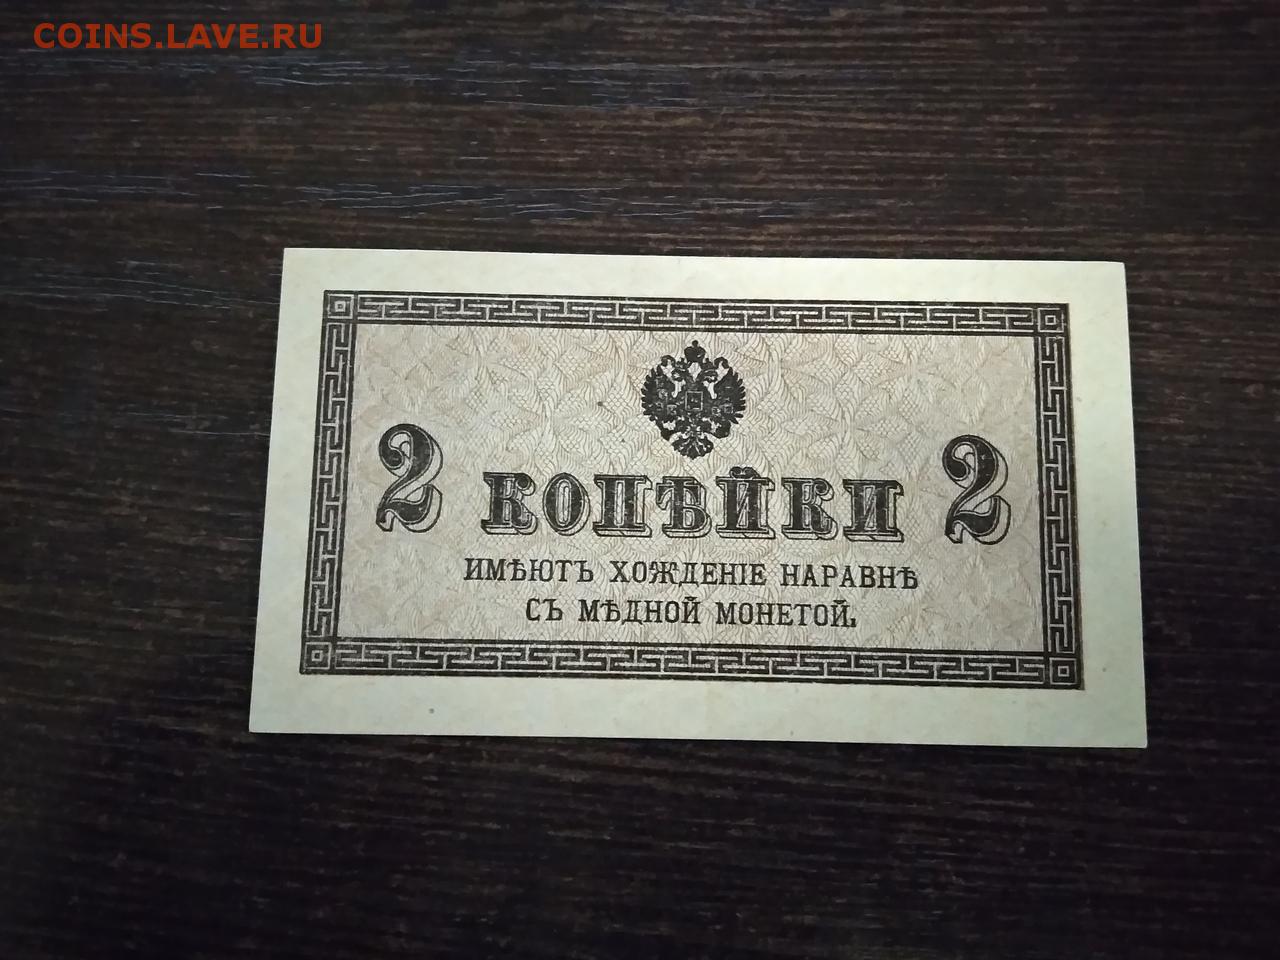 COINS.LAVE.RU
2 КОПѢЙКИ 2
ИМѢЮТЪ ХОЖДЕНІЕ НАРАВНѢ
СЪ МѢДНОЙ МОНЕТОЙ.